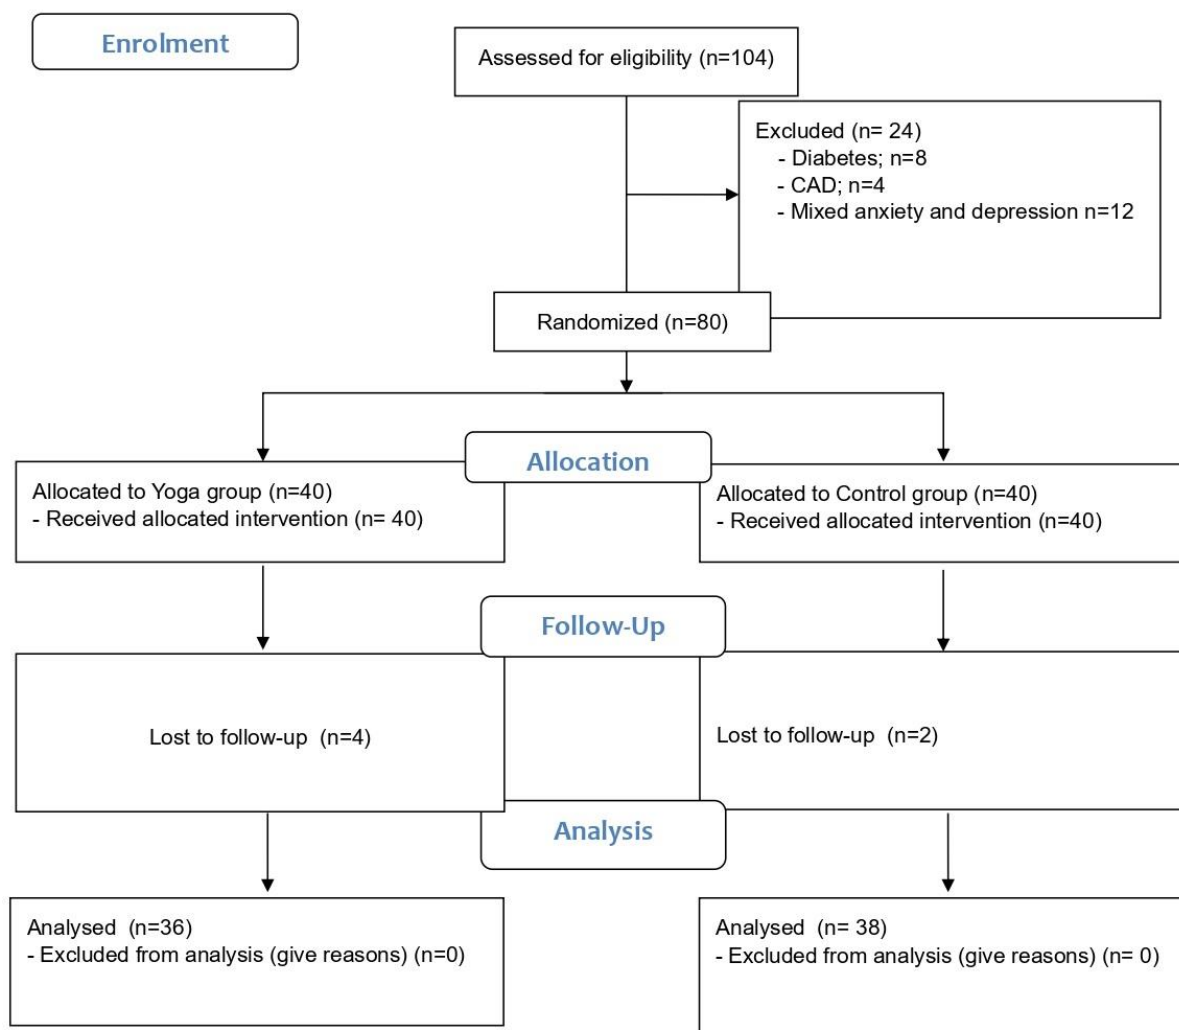 Enrolment
Assessed for eligibility (n=104)
Excluded (n= 24)
- Diabetes; n=8
- CAD; n=4
- Mixed anxiety and depression n=12
Randomized (n=80)
Allocation
Allocated to Yoga group (n=40)
- Received allocated intervention (n= 40)
Allocated to Control group (n=40)
- Received allocated intervention (n=40)
Follow-Up
Lost to follow-up (n=4)
Lost to follow-up (n=2)
Analysis
Analysed (n=36)
- Excluded from analysis (give reasons) (n=0)
Analysed (n= 38)
- Excluded from analysis (give reasons) (n= 0)